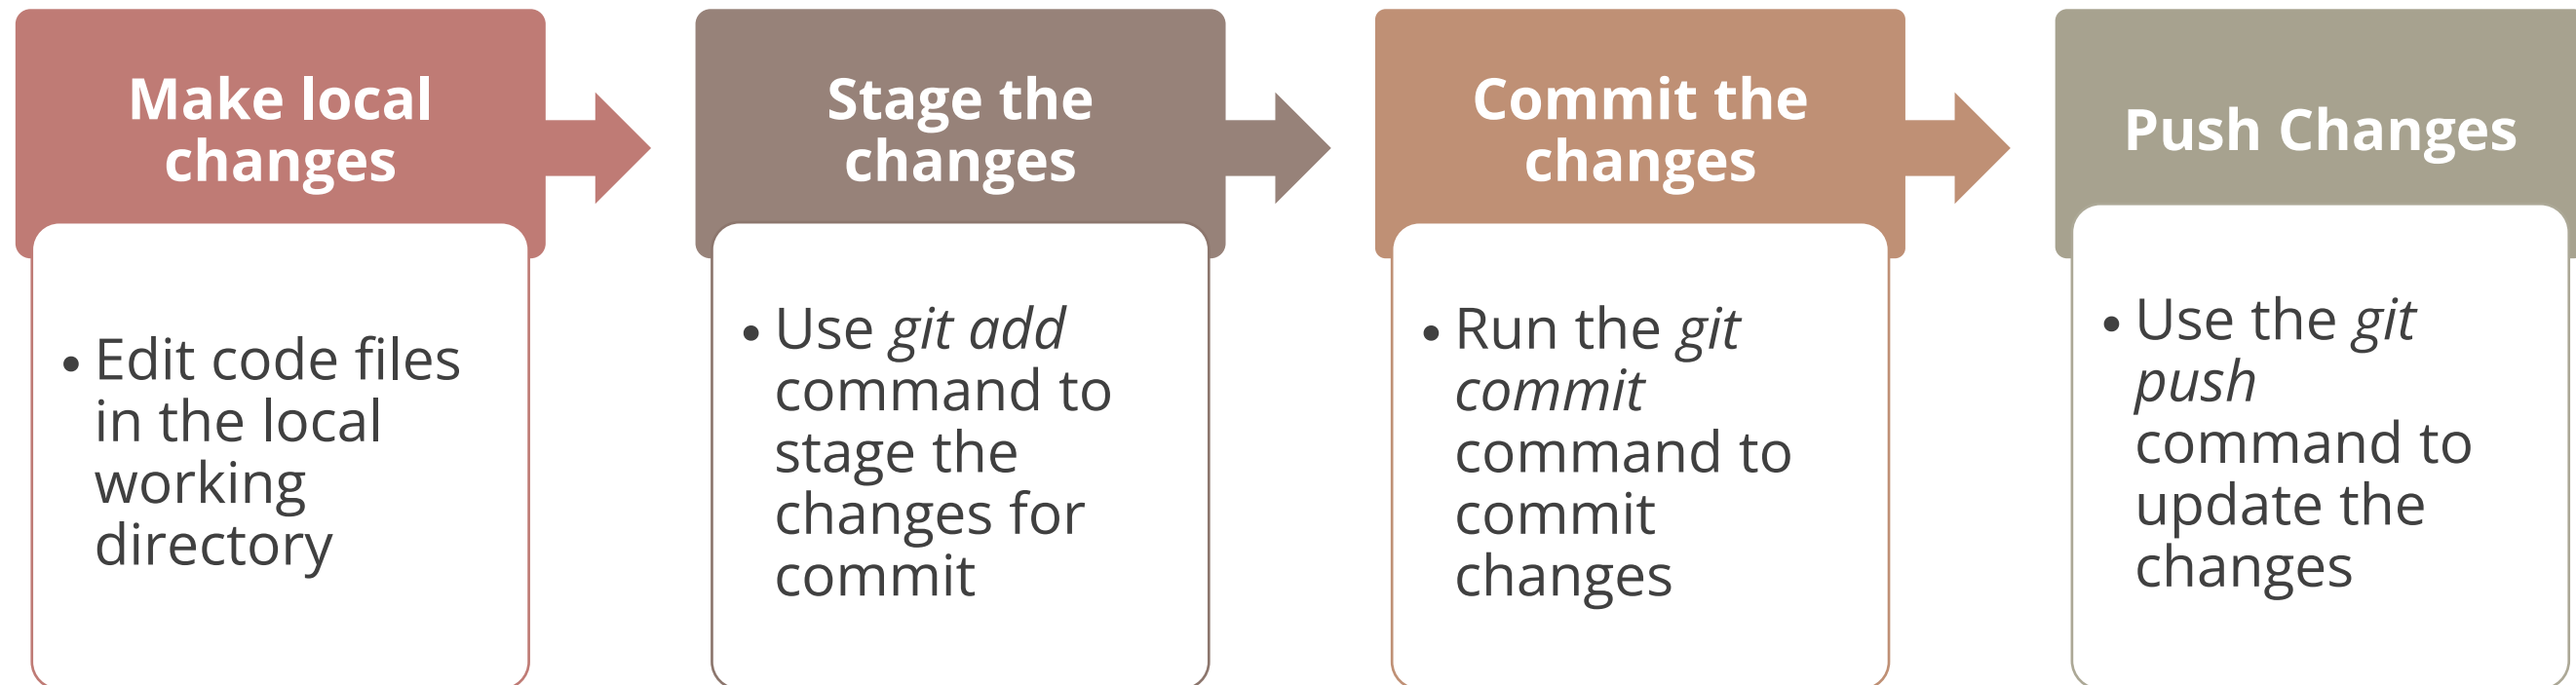 Make local
changes
• Edit code files
in the local
working
directory
Stage the
changes
• Use git add
command to
stage the
changes for
commit
Commit the
changes
• Run the git
commit
command to
commit
changes
Push Changes
• Use the git
push
command to
update the
changes